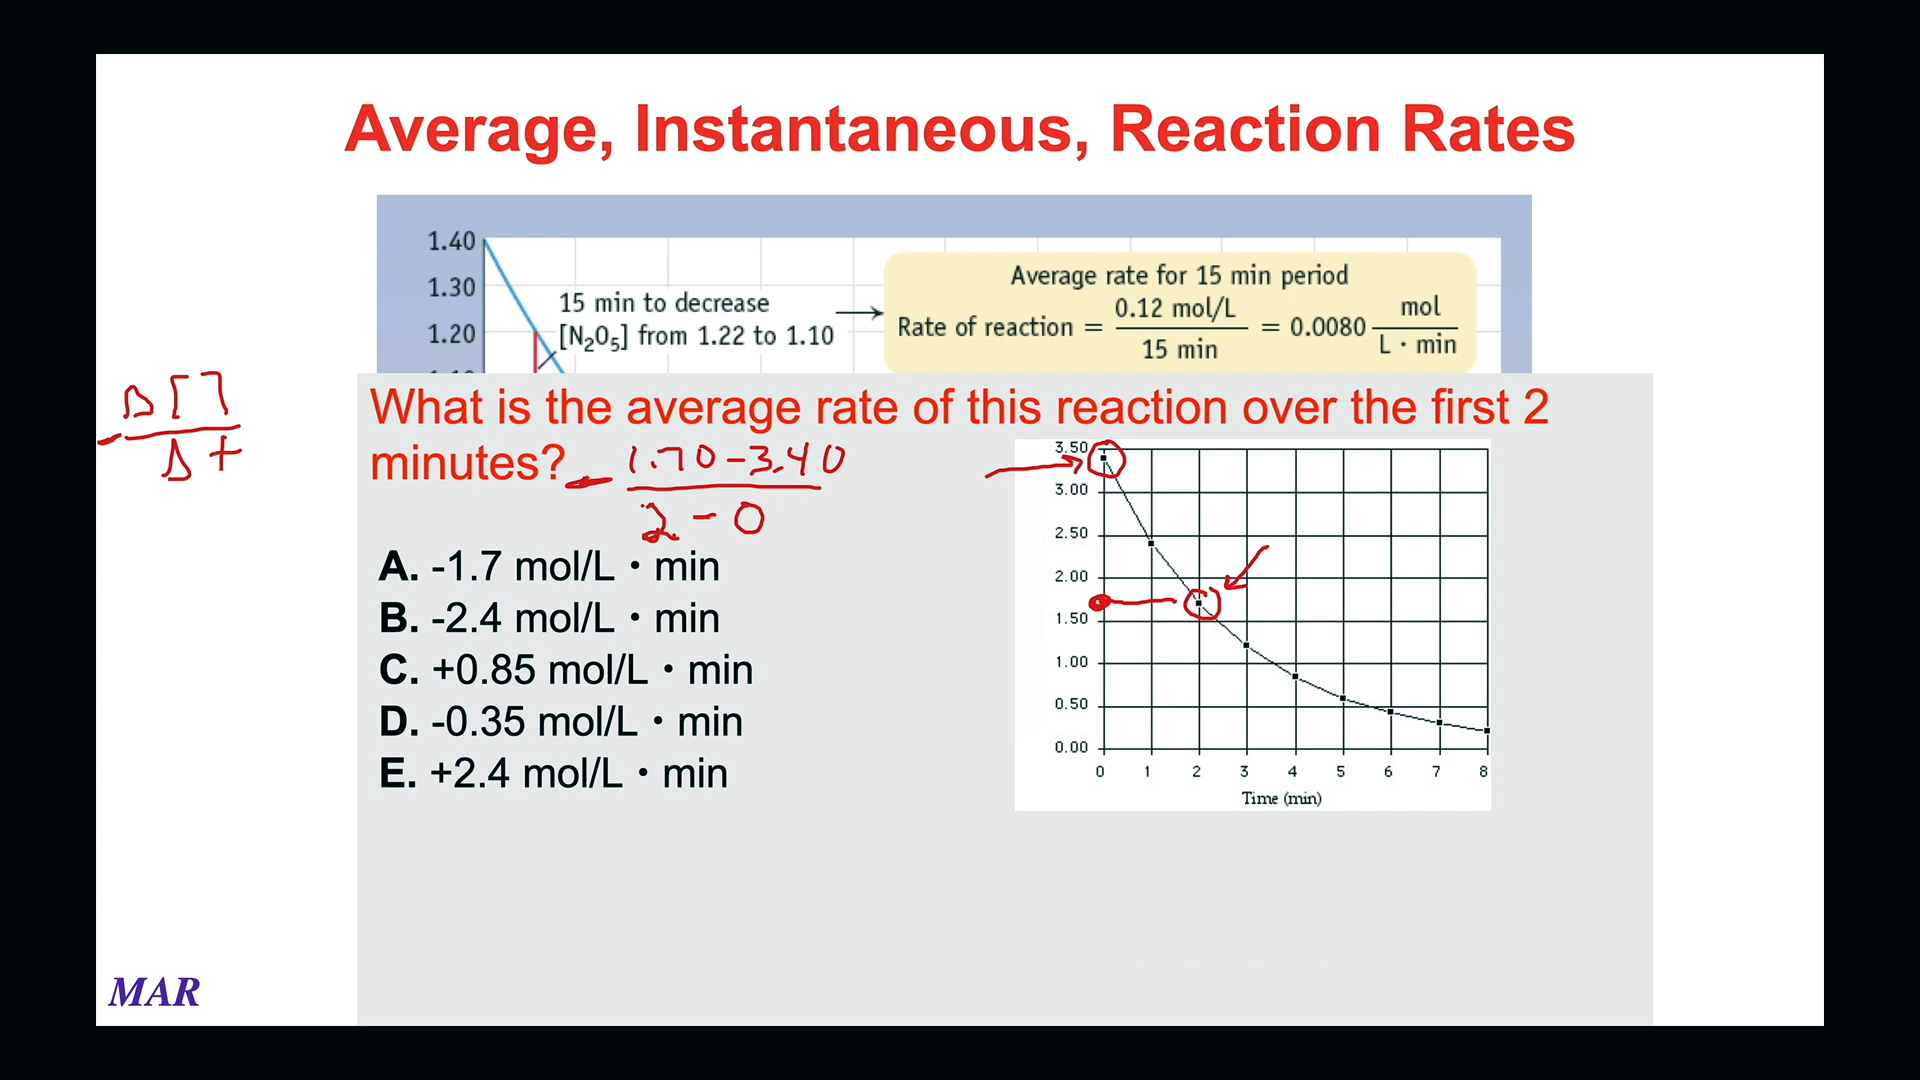 Average, Instantaneous, Reaction Rates
1.40
1.30
1.20
15 min to decrease
[N₂O₅] from 1.22 to 1.10
Average rate for 15 min period
Rate of reaction = 0.12 mol/L / 15 min = 0.0080 mol / L · min
Δ[ ]
- Δt
What is the average rate of this reaction over the first 2
minutes? - 1.70-3.40
2-0
A. -1.7 mol/L • min
B. -2.4 mol/L • min
C. +0.85 mol/L • min
D. -0.35 mol/L • min
E. +2.4 mol/L • min
3.50
3.00
2.50
2.00
1.50
1.00
0.50
0.00
0 1 2 3 4 5 6 7 8
Time (min)
MAR